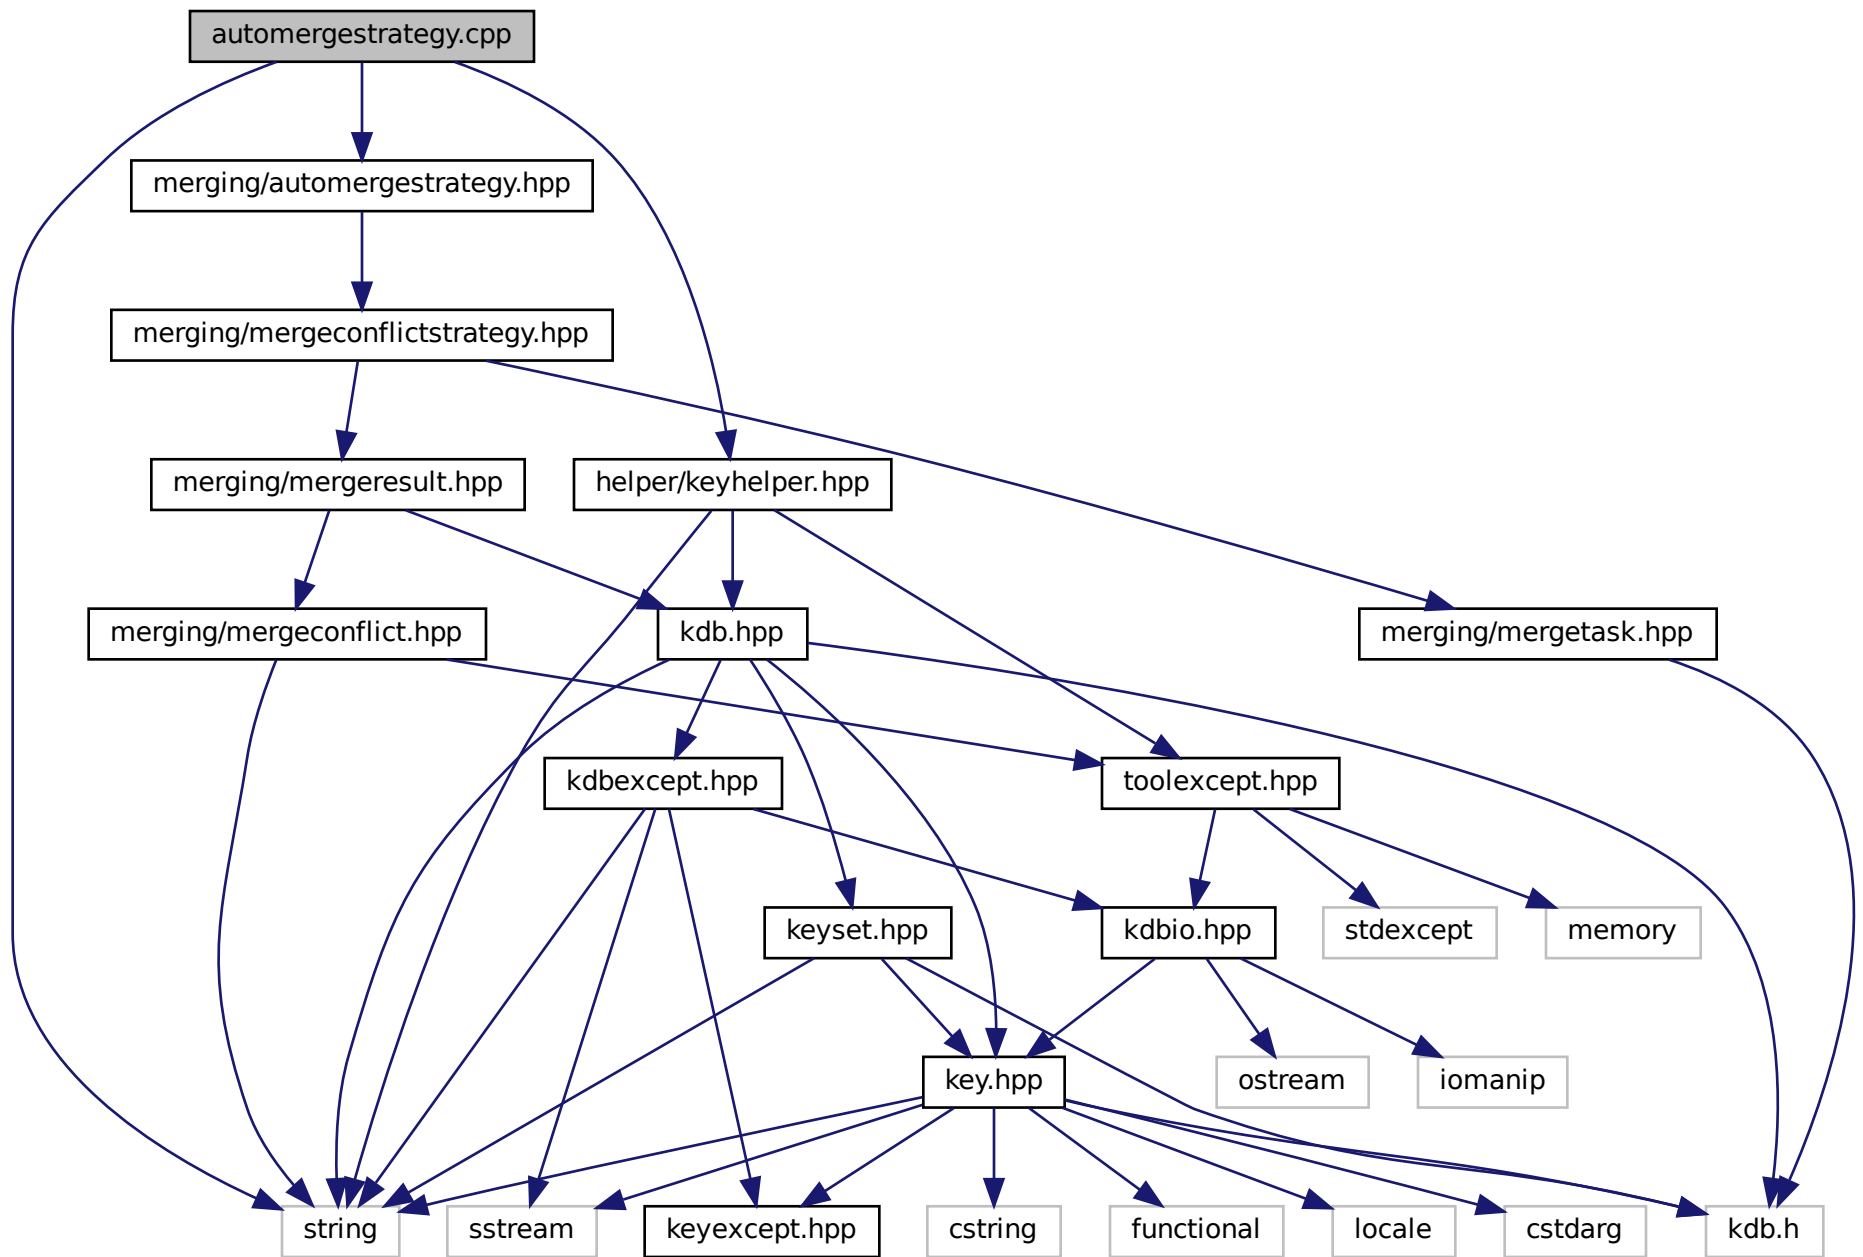 automergestrategy.cpp
merging/automergestrategy.hpp
merging/mergeconflictstrategy.hpp
merging/mergeresult.hpp
helper/keyhelper.hpp
merging/mergeconflict.hpp
kdb.hpp
merging/mergetask.hpp
kdbexcept.hpp
toolexcept.hpp
keyset.hpp
kdbio.hpp
stdexcept
memory
key.hpp
ostream
iomanip
string
sstream
keyexcept.hpp
cstring
functional
locale
cstdarg
kdb.h